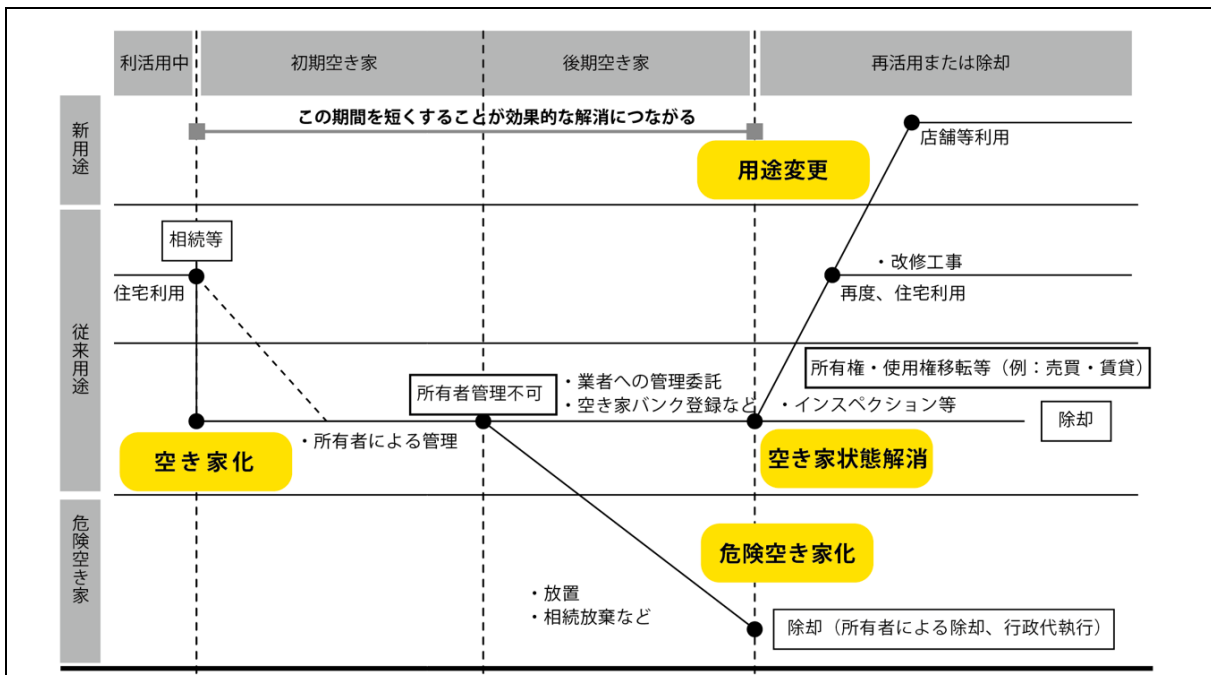 利活用中
初期空き家
後期空き家
再活用または除却
新用途
この期間を短くすることが効果的な解消につながる
用途変更
店舗等利用
従来用途
相続等
住宅利用
・改修工事
再度、住宅利用
所有権・使用権移転等（例：売買・賃貸）
所有者管理不可
・業者への管理委託
・空き家バンク登録など
・インスペクション等
除却
・所有者による管理
空き家化
空き家状態解消
危険空き家
危険空き家化
・放置
・相続放棄など
除却（所有者による除却、行政代執行）